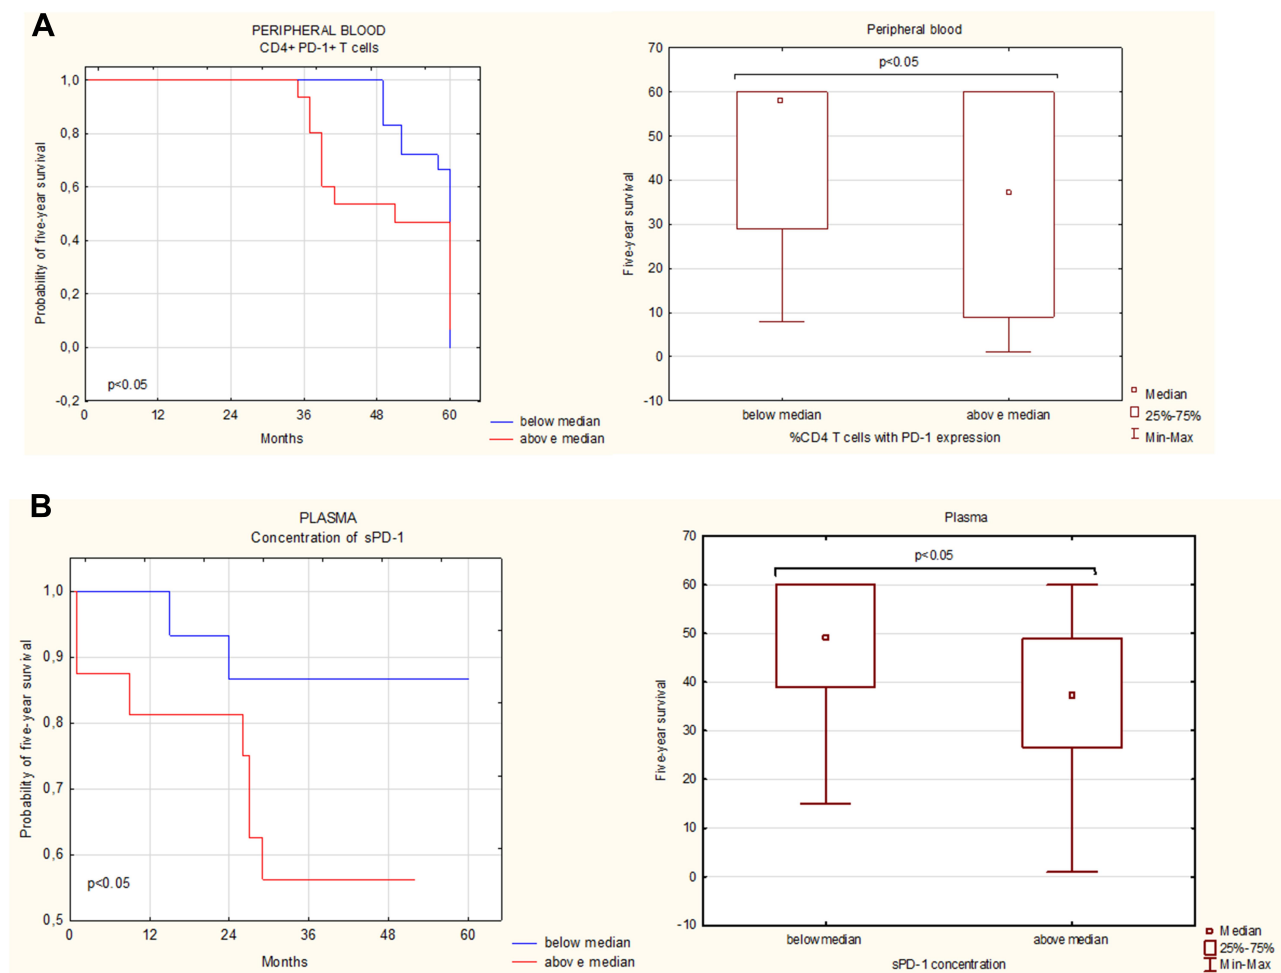 A
PERIPHERAL BLOOD
CD4+ PD-1+ T cells
1,0
0,8
0,6
0,4
0,2
0,0
-0,2
Probability of five-year survival
p<0.05
0 12 24 36 48 60
Months
below median
abov e median
Peripheral blood
p<0.05
70
60
50
40
30
20
10
0
-10
Five-year survival
below median abov e median
%CD4 T cells with PD-1 expression
Median
25%-75%
Min-Max
B
PLASMA
Concentration of sPD-1
1,0
0,9
0,8
0,7
0,6
0,5
Probability of five-year survival
p<0.05
0 12 24 36 48 60
Months
below median
abov e median
Plasma
p<0.05
70
60
50
40
30
20
10
0
-10
Five-year survival
below median above median
sPD-1 concentration
Median
25%-75%
Min-Max